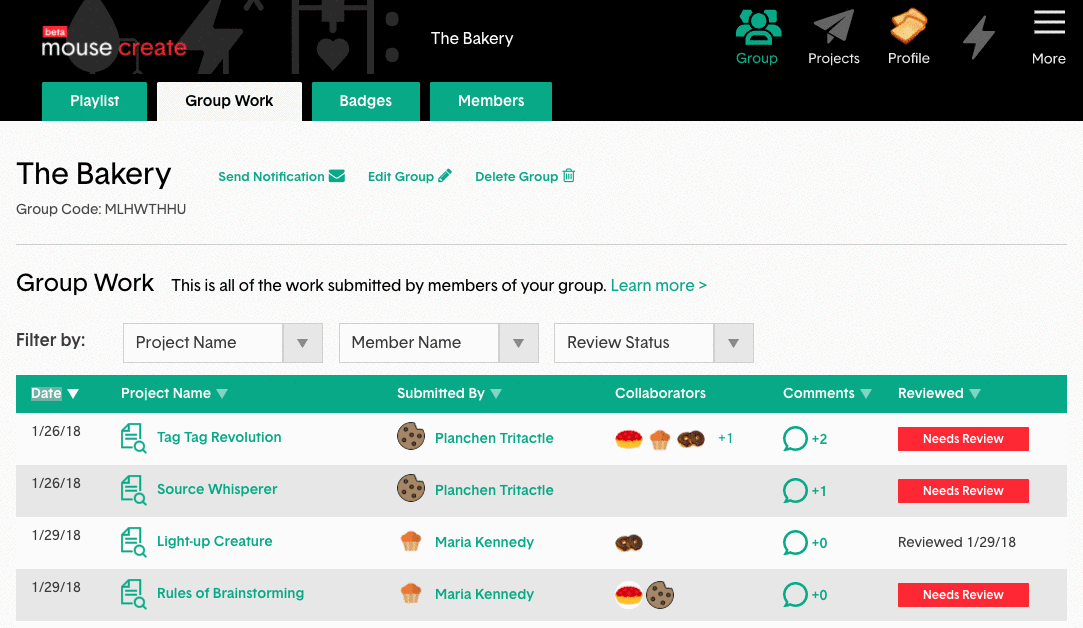 beta
mouse create
The Bakery
Group
Projects
Profile
More
Playlist
Group Work
Badges
Members
The Bakery
Send Notification
Edit Group
Delete Group
Group Code: MLHWTHHU
Group Work
This is all of the work submitted by members of your group. Learn more >
Filter by:
Project Name
Member Name
Review Status
Date Project Name Submitted By Collaborators Comments Reviewed
1/26/18 Tag Tag Revolution Planchen Tritactle +1 +2 Needs Review
1/26/18 Source Whisperer Planchen Tritactle +1 Needs Review
1/29/18 Light-up Creature Maria Kennedy +0 Reviewed 1/29/18
1/29/18 Rules of Brainstorming Maria Kennedy +0 Needs Review